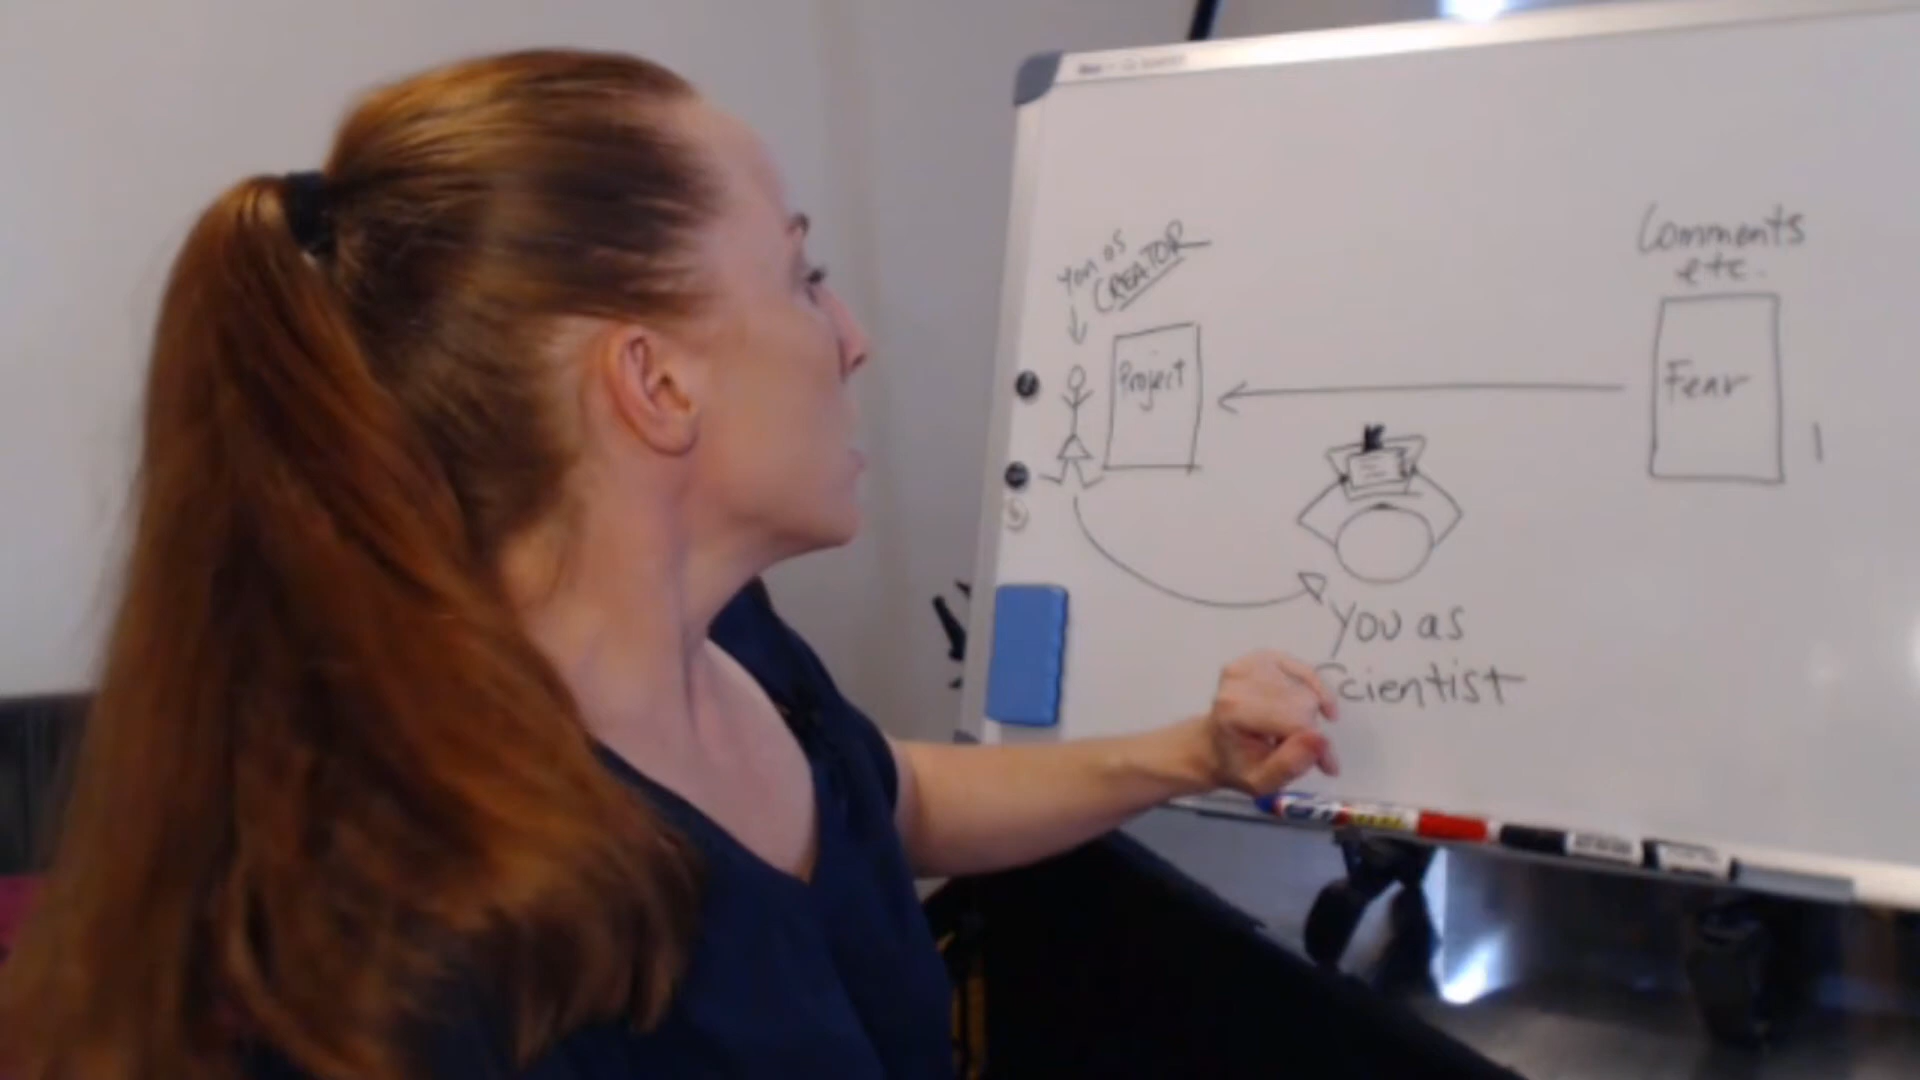 Comments
etc.
You as
CREATOR
Project
Fear
You as
Scientist